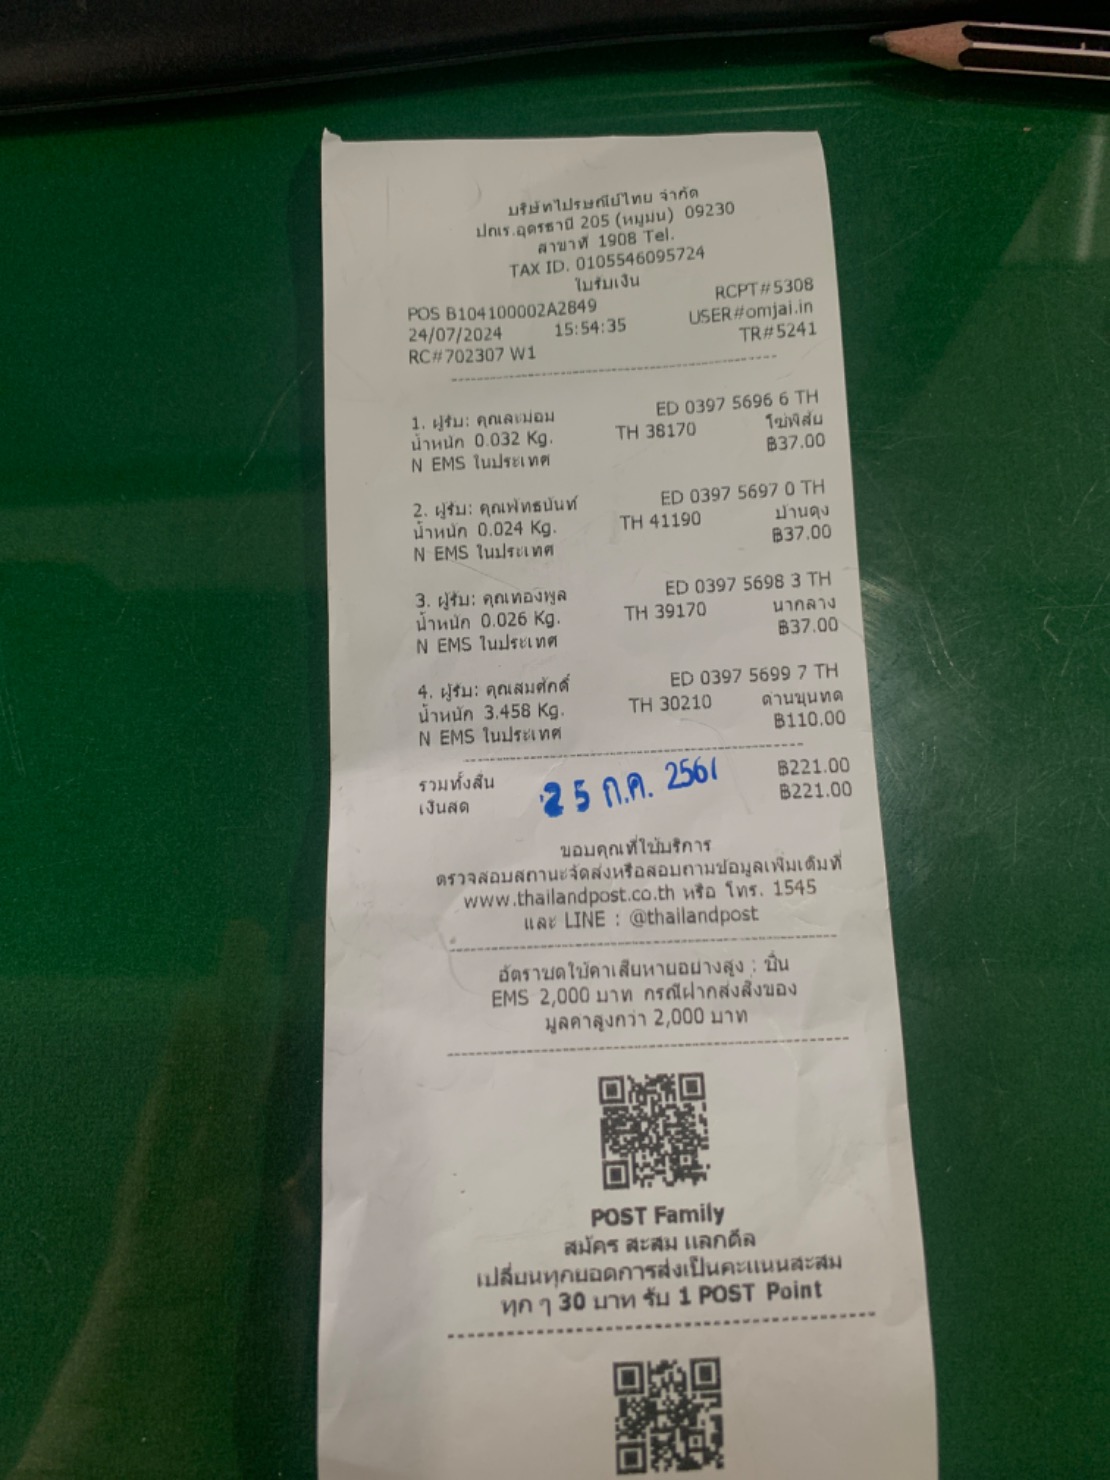 บริษัทไปรษณีย์ไทย จำกัด
ปณร.อุดรธานี 205 (หมูม่น) 09230
สาขาที่ 1908 Tel.
TAX ID. 0105546095724
ใบรับเงิน
POS B104100002A2849 RCPT#5308
24/07/2024 15:54:35 USER#omjai.in
RC#702307 W1 TR#5241
1. ผู้รับ: คุณละม่อม ED 0397 5696 6 TH
น้ำหนัก 0.032 Kg. TH 38170 โซ่พิสัย
N EMS ในประเทศ ฿37.00
2. ผู้รับ: คุณพัทธนันท์ ED 0397 5697 0 TH
น้ำหนัก 0.024 Kg. TH 41190 บ้านดุง
N EMS ในประเทศ ฿37.00
3. ผู้รับ: คุณทองพูล ED 0397 5698 3 TH
น้ำหนัก 0.026 Kg. TH 39170 นากลาง
N EMS ในประเทศ ฿37.00
4. ผู้รับ: คุณสมศักดิ์ ED 0397 5699 7 TH
น้ำหนัก 3.458 Kg. TH 30210 ด่านขุนทด
N EMS ในประเทศ ฿110.00
รวมทั้งสิ้น ฿221.00
เงินสด ฿221.00
25 ก.ค. 2567
ขอบคุณที่ใช้บริการ
ตรวจสอบสถานะจัดส่งหรือสอบถามข้อมูลเพิ่มเติมที่
www.thailandpost.co.th หรือ โทร. 1545
และ LINE : @thailandpost
อัตราชดใช้ค่าเสียหายอย่างสูง : ชิ้น
EMS 2,000 บาท กรณีฝากส่งสิ่งของ
มูลค่าสูงกว่า 2,000 บาท
POST Family
สมัคร สะสม แลกดีล
เปลี่ยนทุกยอดการส่งเป็นคะแนนสะสม
ทุก ๆ 30 บาท รับ 1 POST Point